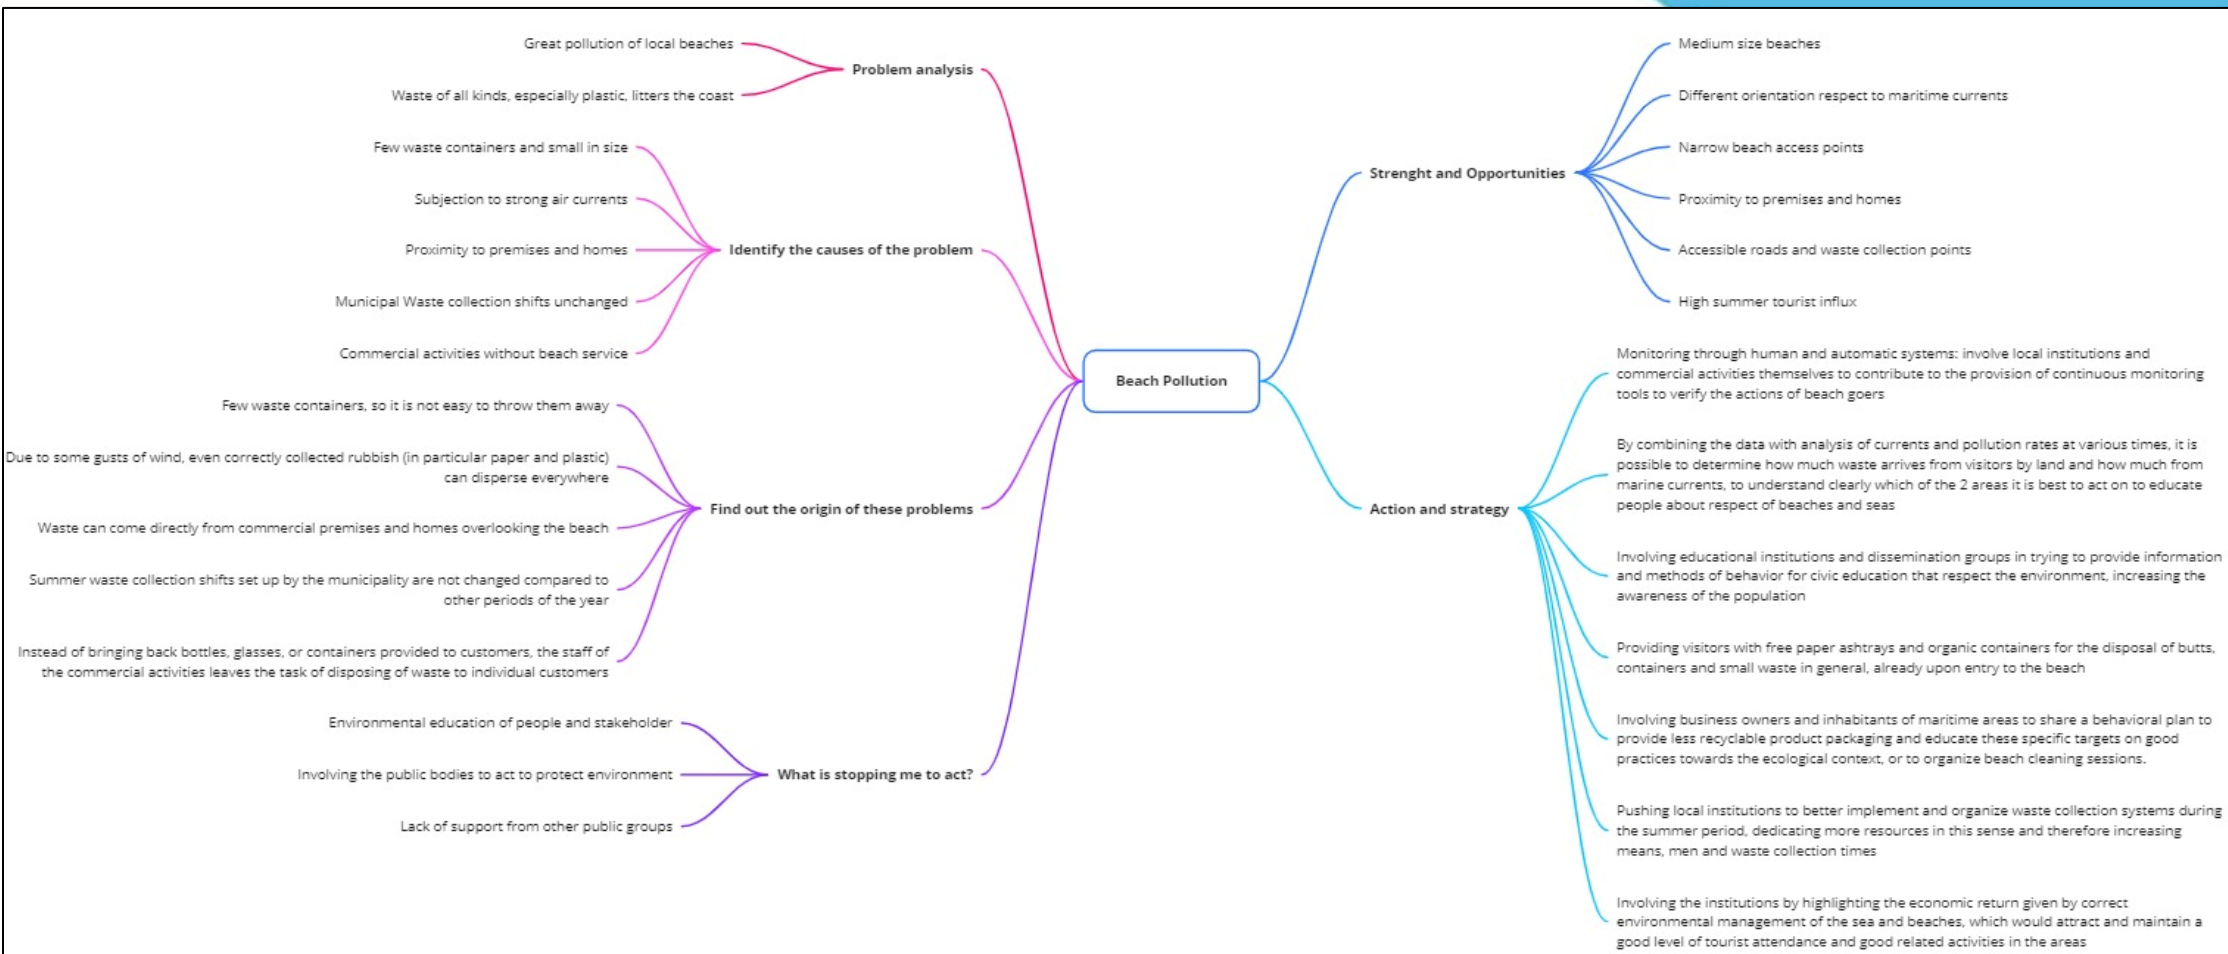 Great pollution of local beaches
Waste of all kinds, especially plastic, litters the coast
Problem analysis
Few waste containers and small in size
Subjection to strong air currents
Proximity to premises and homes
Municipal Waste collection shifts unchanged
Commercial activities without beach service
Identify the causes of the problem
Few waste containers, so it is not easy to throw them away
Due to some gusts of wind, even correctly collected rubbish (in particular paper and plastic)
can disperse everywhere
Waste can come directly from commercial premises and homes overlooking the beach
Summer waste collection shifts set up by the municipality are not changed compared to
other periods of the year
Instead of bringing back bottles, glasses, or containers provided to customers, the staff of
the commercial activities leaves the task of disposing of waste to individual customers
Find out the origin of these problems
Environmental education of people and stakeholder
Involving the public bodies to act to protect environment
Lack of support from other public groups
What is stopping me to act?
Beach Pollution
Strenght and Opportunities
Medium size beaches
Different orientation respect to maritime currents
Narrow beach access points
Proximity to premises and homes
Accessible roads and waste collection points
High summer tourist influx
Action and strategy
Monitoring through human and automatic systems: involve local institutions and
commercial activities themselves to contribute to the provision of continuous monitoring
tools to verify the actions of beach goers
By combining the data with analysis of currents and pollution rates at various times, it is
possible to determine how much waste arrives from visitors by land and how much from
marine currents, to understand clearly which of the 2 areas it is best to act on to educate
people about respect of beaches and seas
Involving educational institutions and dissemination groups in trying to provide information
and methods of behavior for civic education that respect the environment, increasing the
awareness of the population
Providing visitors with free paper ashtrays and organic containers for the disposal of butts,
containers and small waste in general, already upon entry to the beach
Involving business owners and inhabitants of maritime areas to share a behavioral plan to
provide less recyclable product packaging and educate these specific targets on good
practices towards the ecological context, or to organize beach cleaning sessions.
Pushing local institutions to better implement and organize waste collection systems during
the summer period, dedicating more resources in this sense and therefore increasing
means, men and waste collection times
Involving the institutions by highlighting the economic return given by correct
environmental management of the sea and beaches, which would attract and maintain a
good level of tourist attendance and good related activities in the areas